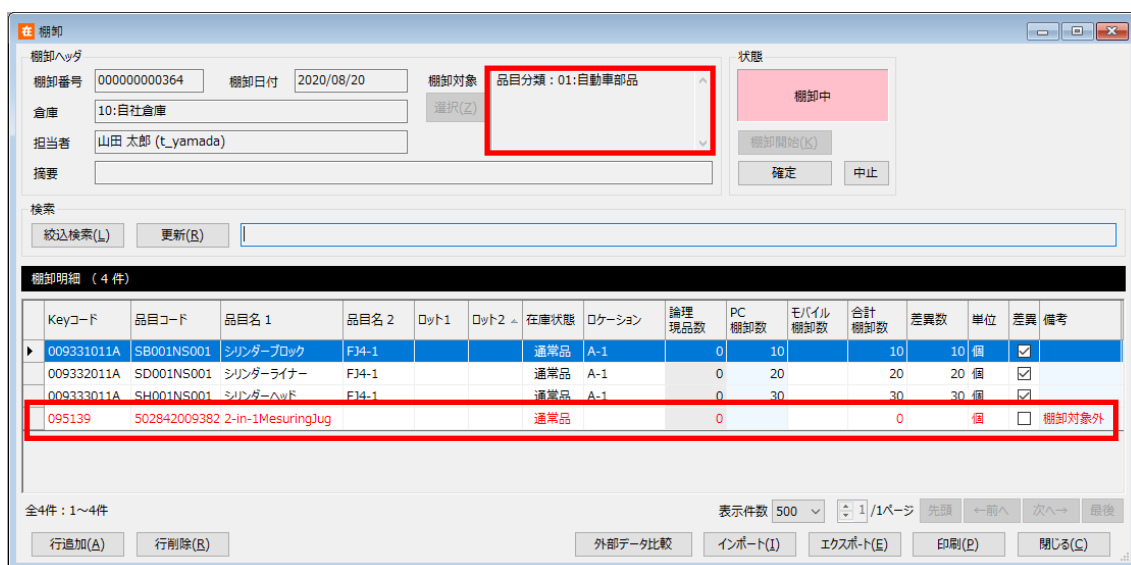 在 棚卸
棚卸ヘッダ 状態
棚卸番号 000000000364 棚卸日付 2020/08/20 棚卸対象 品目分類：01:自動車部品
選択(Z)
棚卸中
倉庫 10:自社倉庫
担当者 山田 太郎 (t_yamada) 棚卸開始(K)
摘要 確定 中止
検索
絞込検索(L) 更新(R)
棚卸明細 （ 4 件）
Keyコード 品目コード 品目名 1 品目名 2 ロット1 ロット2 在庫状態 ロケーション 論理現品数 PC棚卸数 モバイル棚卸数 合計棚卸数 差異数 単位 差異 備考
009331011A SB001NS001 シリンダーブロック FJ4-1 通常品 A-1 0 10 10 10 個
009332011A SD001NS001 シリンダーライナー FJ4-1 通常品 A-1 0 20 20 20 個
009333011A SH001NS001 シリンダーヘッド FJ4-1 通常品 A-1 0 30 30 30 個
095139 502842009382 2-in-1MesuringJug 通常品 0 0 個 棚卸対象外
全4件：1～4件 表示件数 500 1 /1ページ 先頭 ←前へ 次へ→ 最後
行追加(A) 行削除(R) 外部データ比較 インポート(I) エクスポート(E) 印刷(P) 閉じる(C)